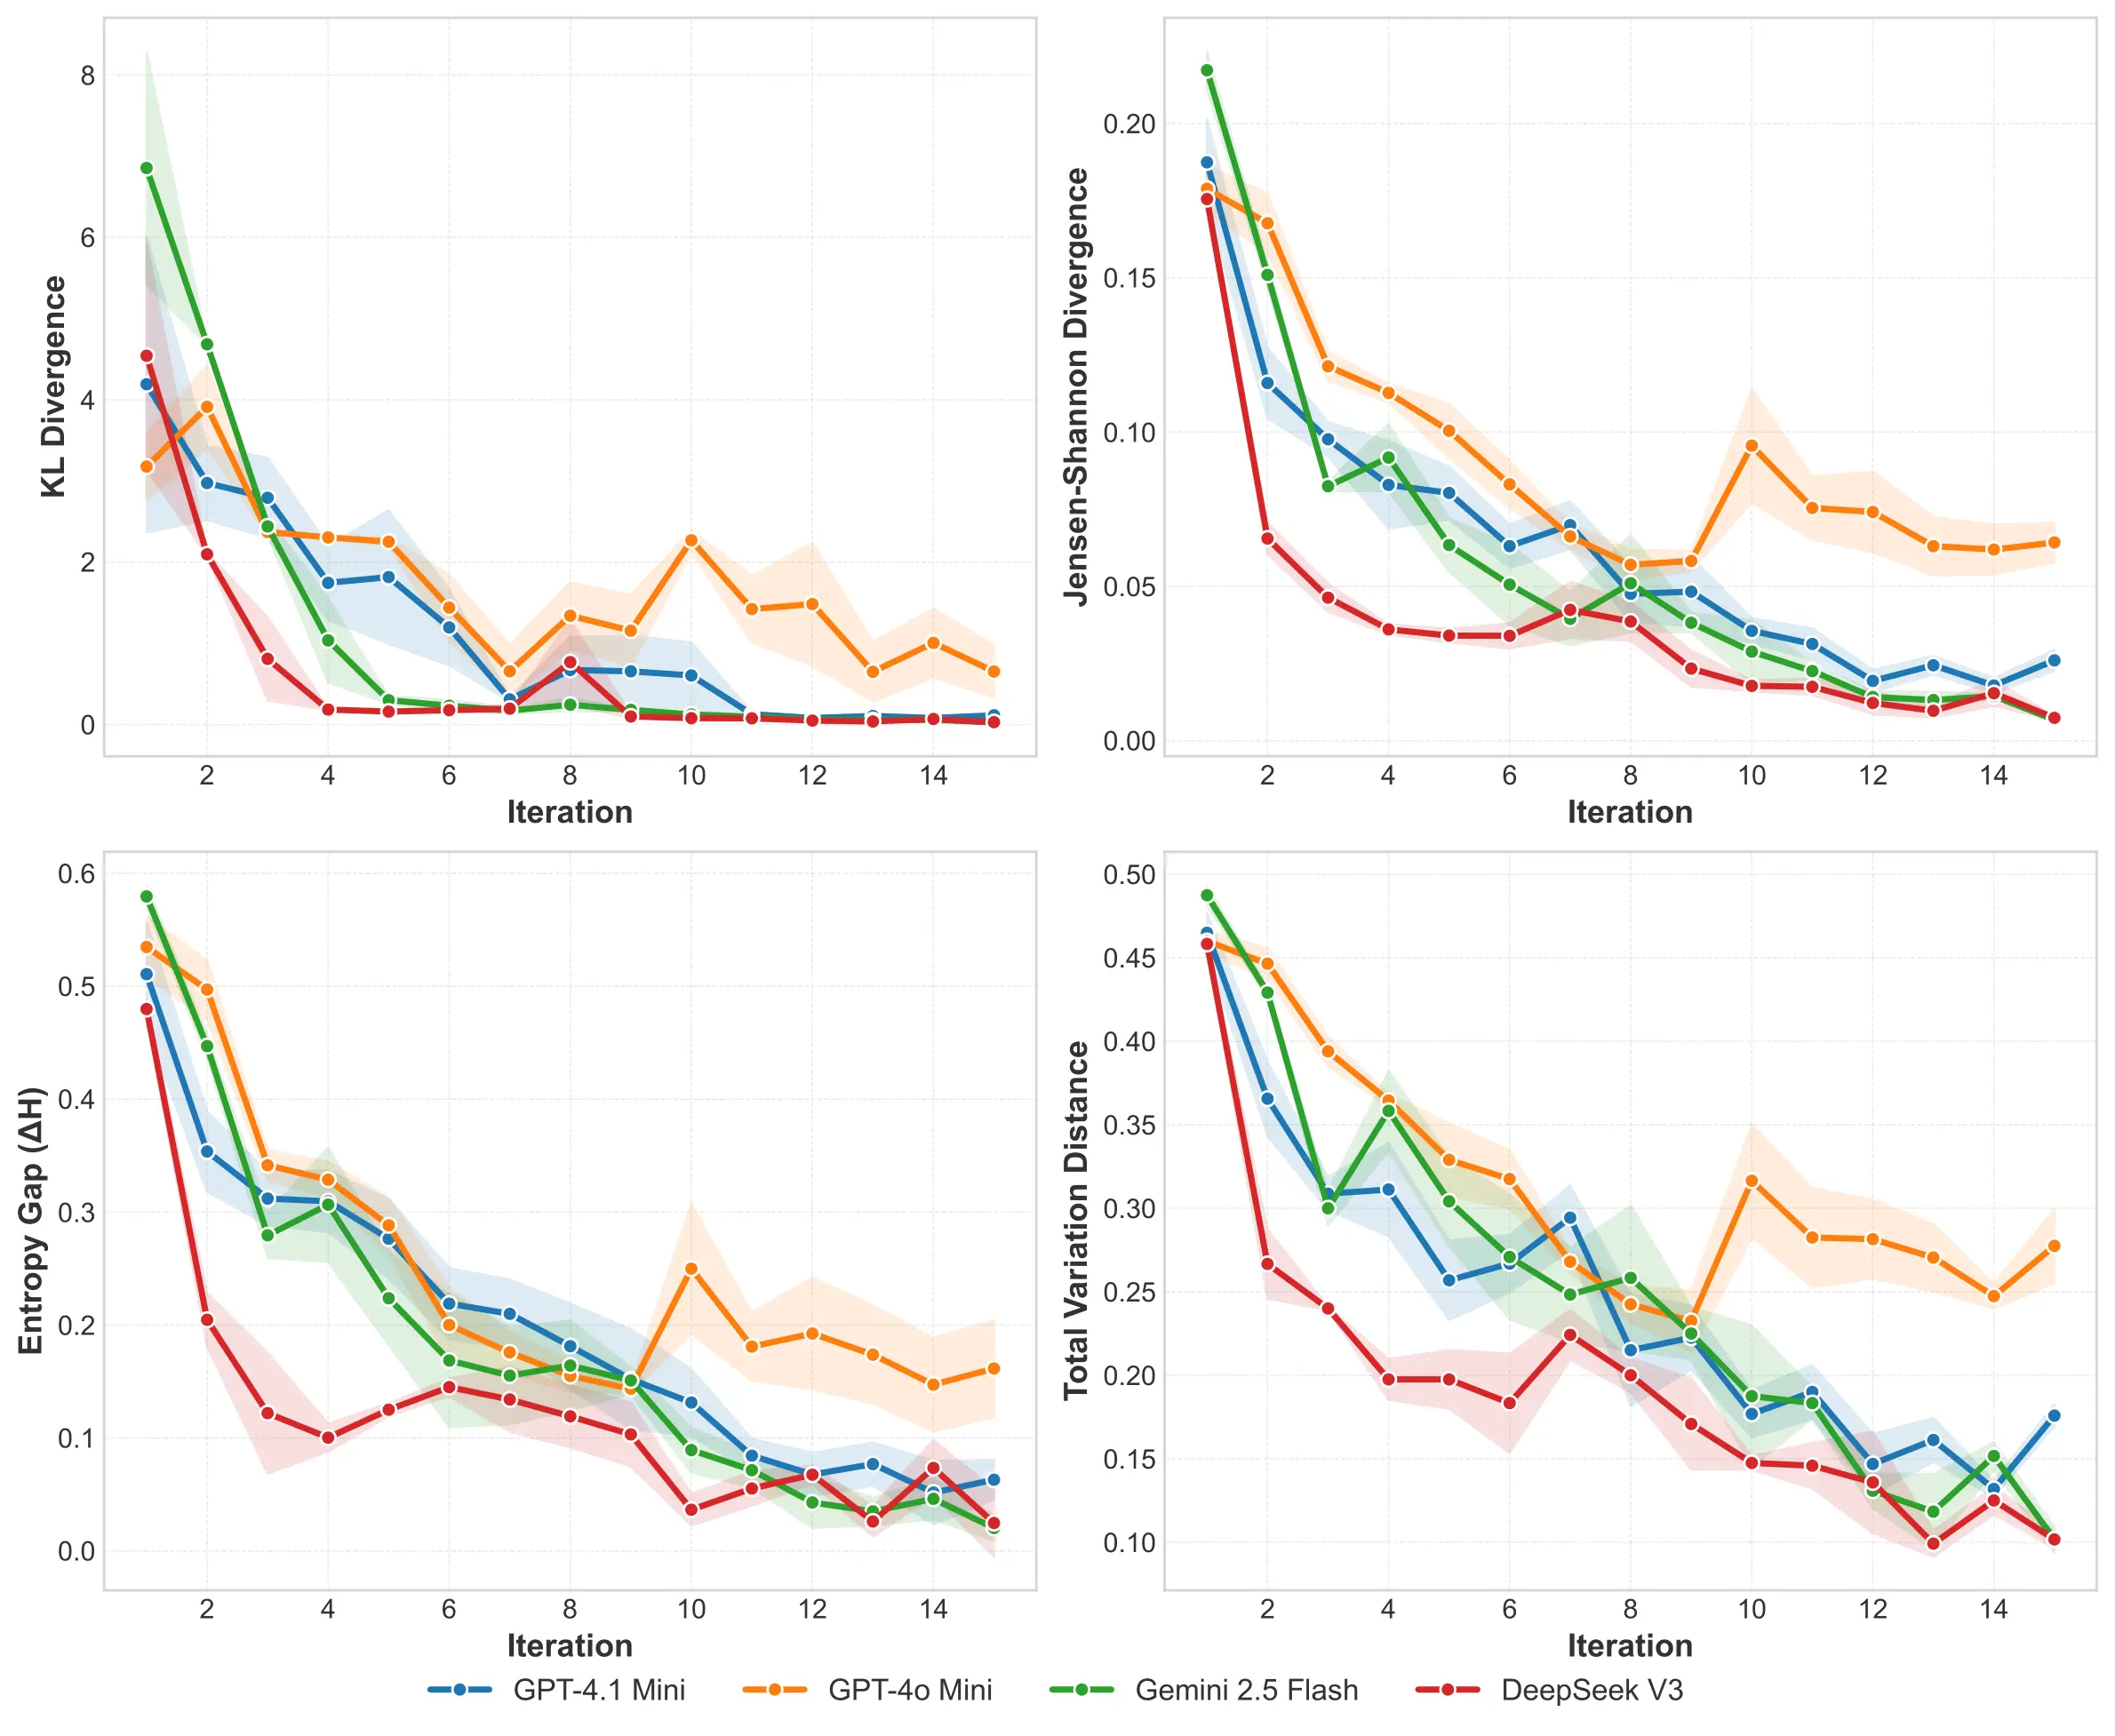 KL Divergence
8
6
4
2
0
2 4 6 8 10 12 14
Iteration
Jensen-Shannon Divergence
0.20
0.15
0.10
0.05
0.00
2 4 6 8 10 12 14
Iteration
Entropy Gap (ΔH)
0.6
0.5
0.4
0.3
0.2
0.1
0.0
2 4 6 8 10 12 14
Iteration
Total Variation Distance
0.50
0.45
0.40
0.35
0.30
0.25
0.20
0.15
0.10
2 4 6 8 10 12 14
Iteration
GPT-4.1 Mini GPT-4o Mini Gemini 2.5 Flash DeepSeek V3